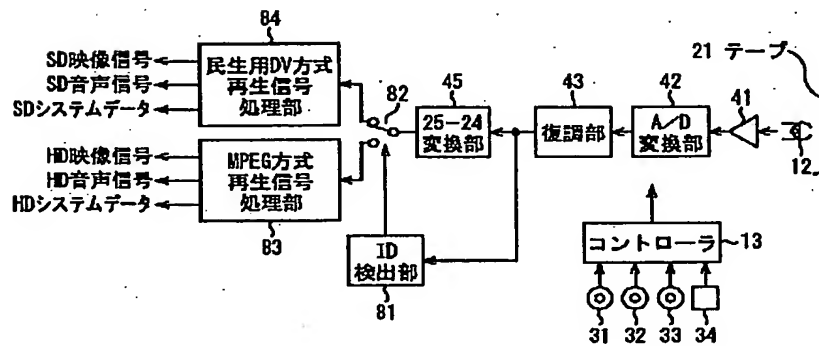 84
SD映像信号
SD音声信号
SDシステムデータ
民生用DV方式
再生信号
処理部
82
45
25-24
変換部
43
復調部
42
A/D
変換部
41
21 テープ
12
HD映像信号
HD音声信号
HDシステムデータ
MPEG方式
再生信号
処理部
83
ID
検出部
81
コントローラ
13
31
32
33
34